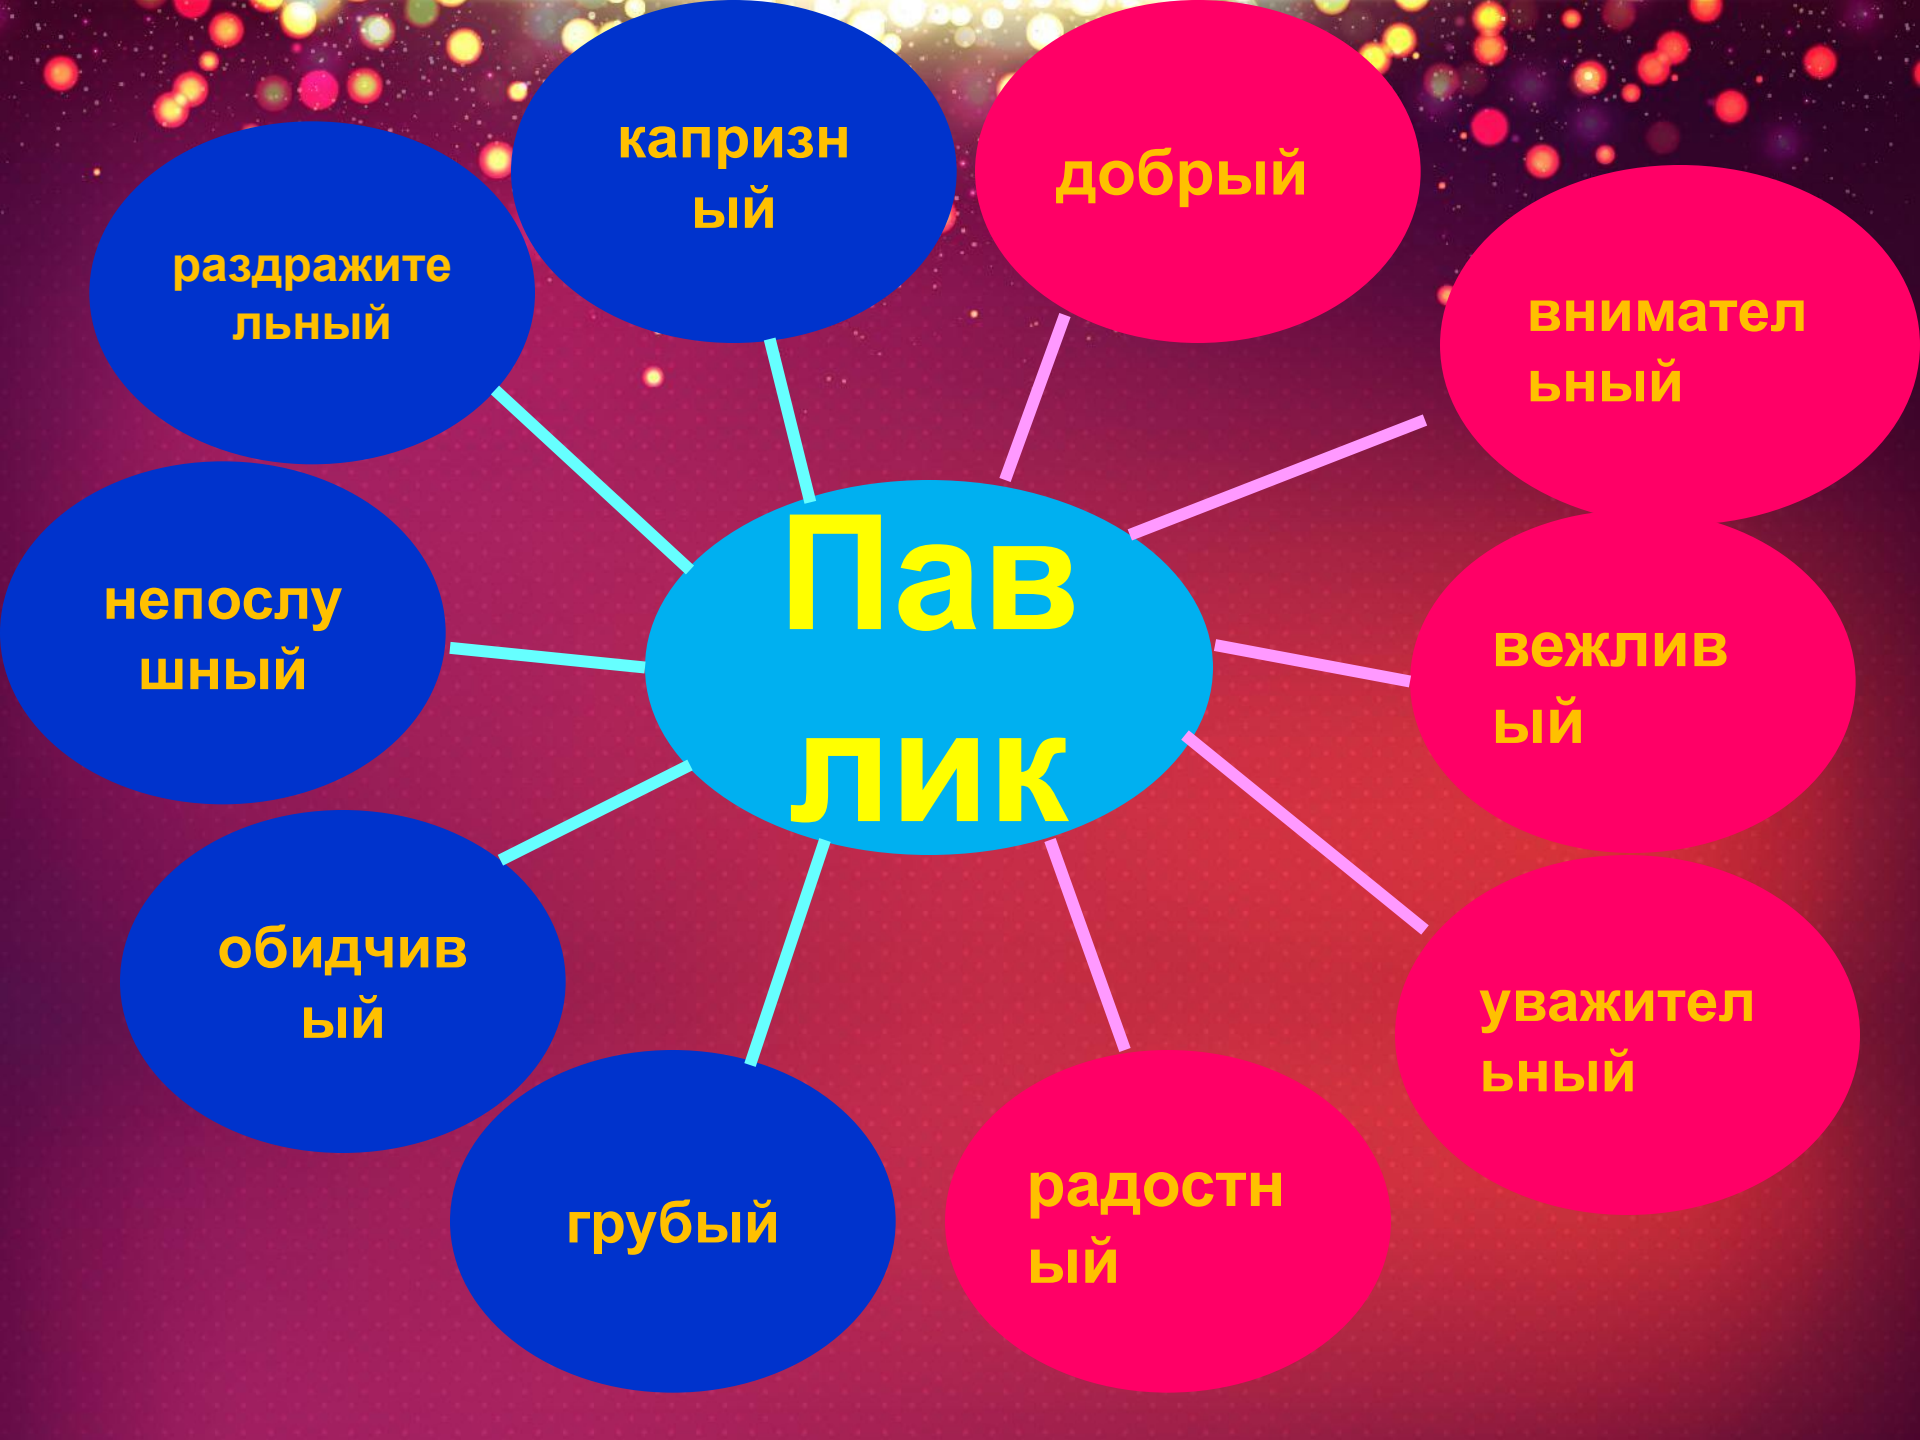 капризн
ый
добрый
раздражите
льный
внимател
ьный
непослу
шный
Пав
лик
вежлив
ый
обидчив
ый
уважител
ьный
грубый
радостн
ый